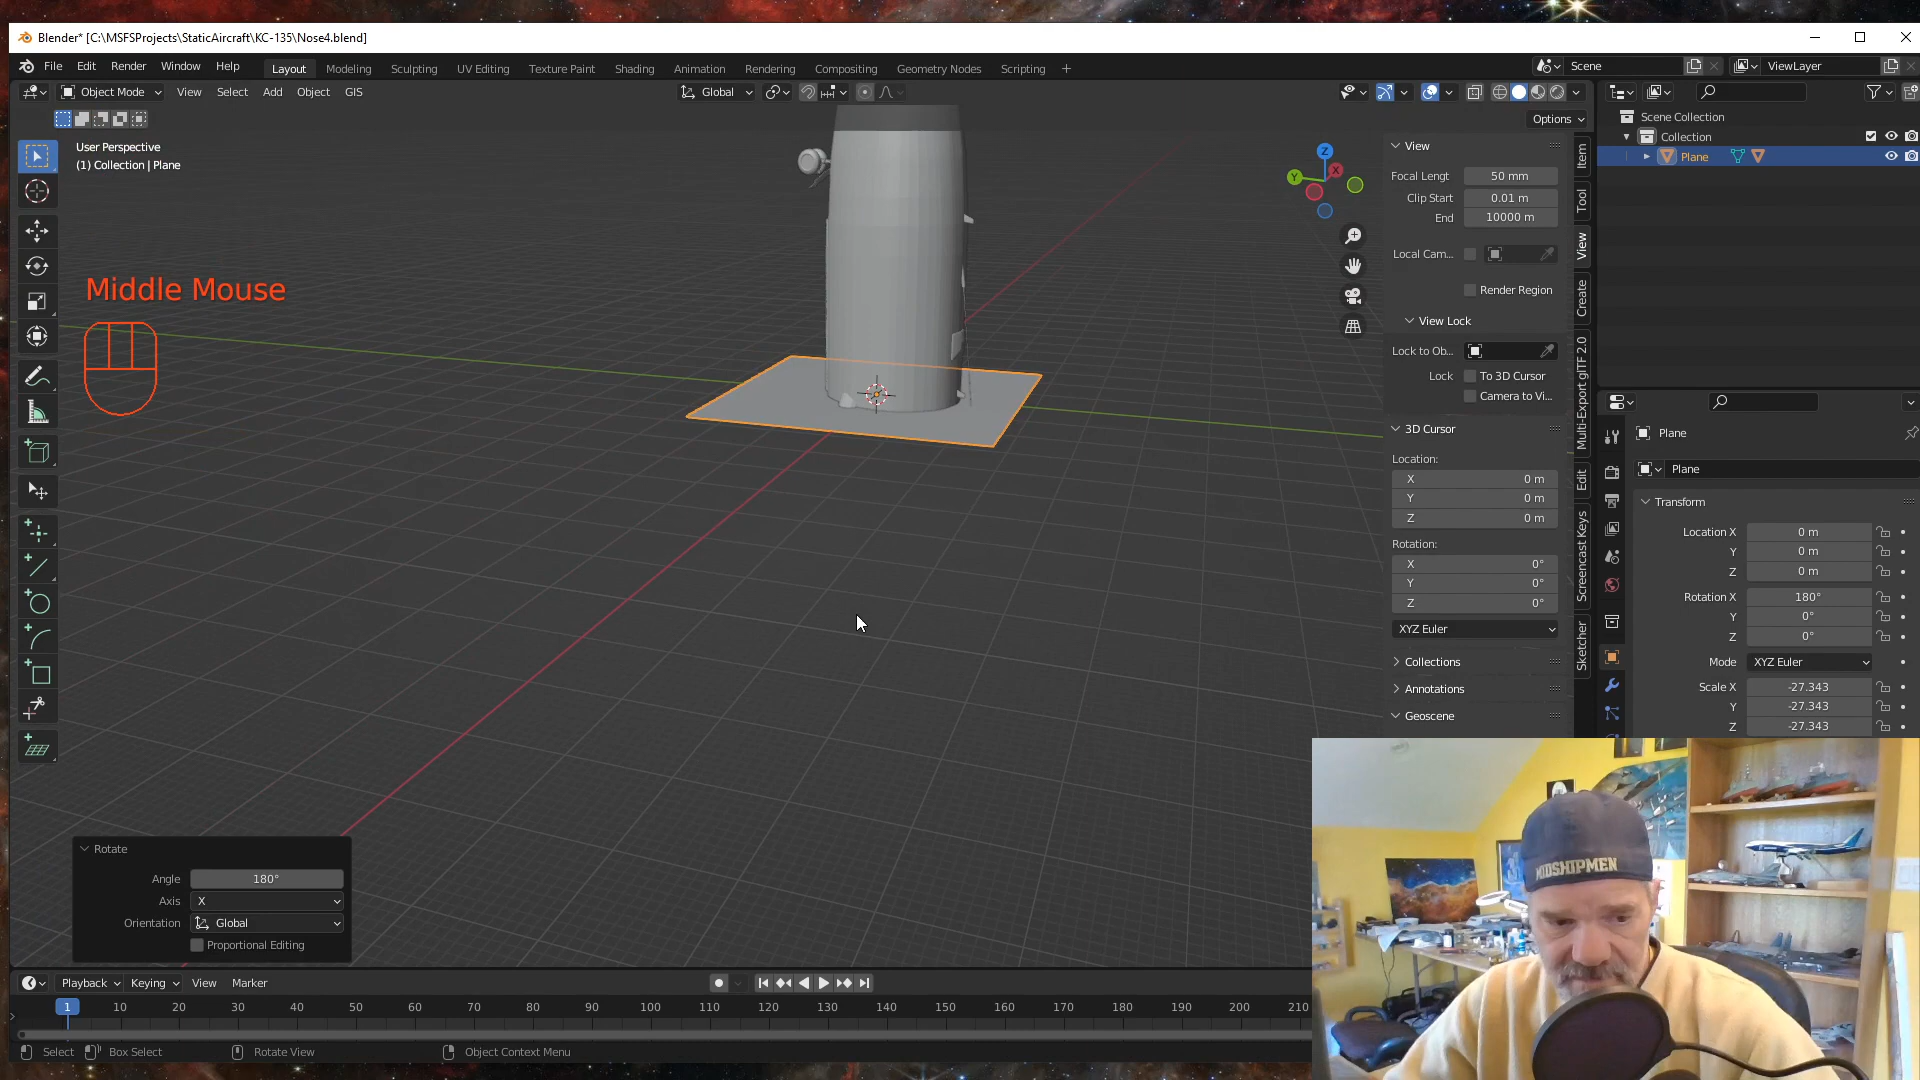 Blender* [C:\MSFSProjects\StaticAircraft\KC-135\Nose4.blend]
File Edit Render Window Help
Layout Modeling Sculpting UV Editing Texture Paint Shading Animation Rendering Compositing Geometry Nodes Scripting +
Scene
ViewLayer
Object Mode View Select Add Object GIS
Global
Options
User Perspective
(1) Collection | Plane
Middle Mouse
Z
X
Y
View
Focal Lengt 50 mm
Clip Start 0.01 m
End 10000 m
Local Cam...
Render Region
View Lock
Lock to Ob...
Lock To 3D Cursor
Camera to Vi...
3D Cursor
Location:
X 0 m
Y 0 m
Z 0 m
Rotation:
X 0°
Y 0°
Z 0°
XYZ Euler
Collections
Annotations
Geoscene
Item
Tool
View
Create
Multi-Export glTF 2.0
Edit
Screencast Keys
Sketcher
Scene Collection
Collection
Plane
Plane
Plane
Transform
Location X 0 m
Y 0 m
Z 0 m
Rotation X 180°
Y 0°
Z 0°
Mode XYZ Euler
Scale X -27.343
Y -27.343
Z -27.343
Rotate
Angle 180°
Axis X
Orientation Global
Proportional Editing
Playback Keying View Marker
1 10 20 30 40 50 60 70 80 90 100 110 120 130 140 150 160 170 180 190 200 210
Select Box Select Rotate View Object Context Menu
MIDSHIPMEN